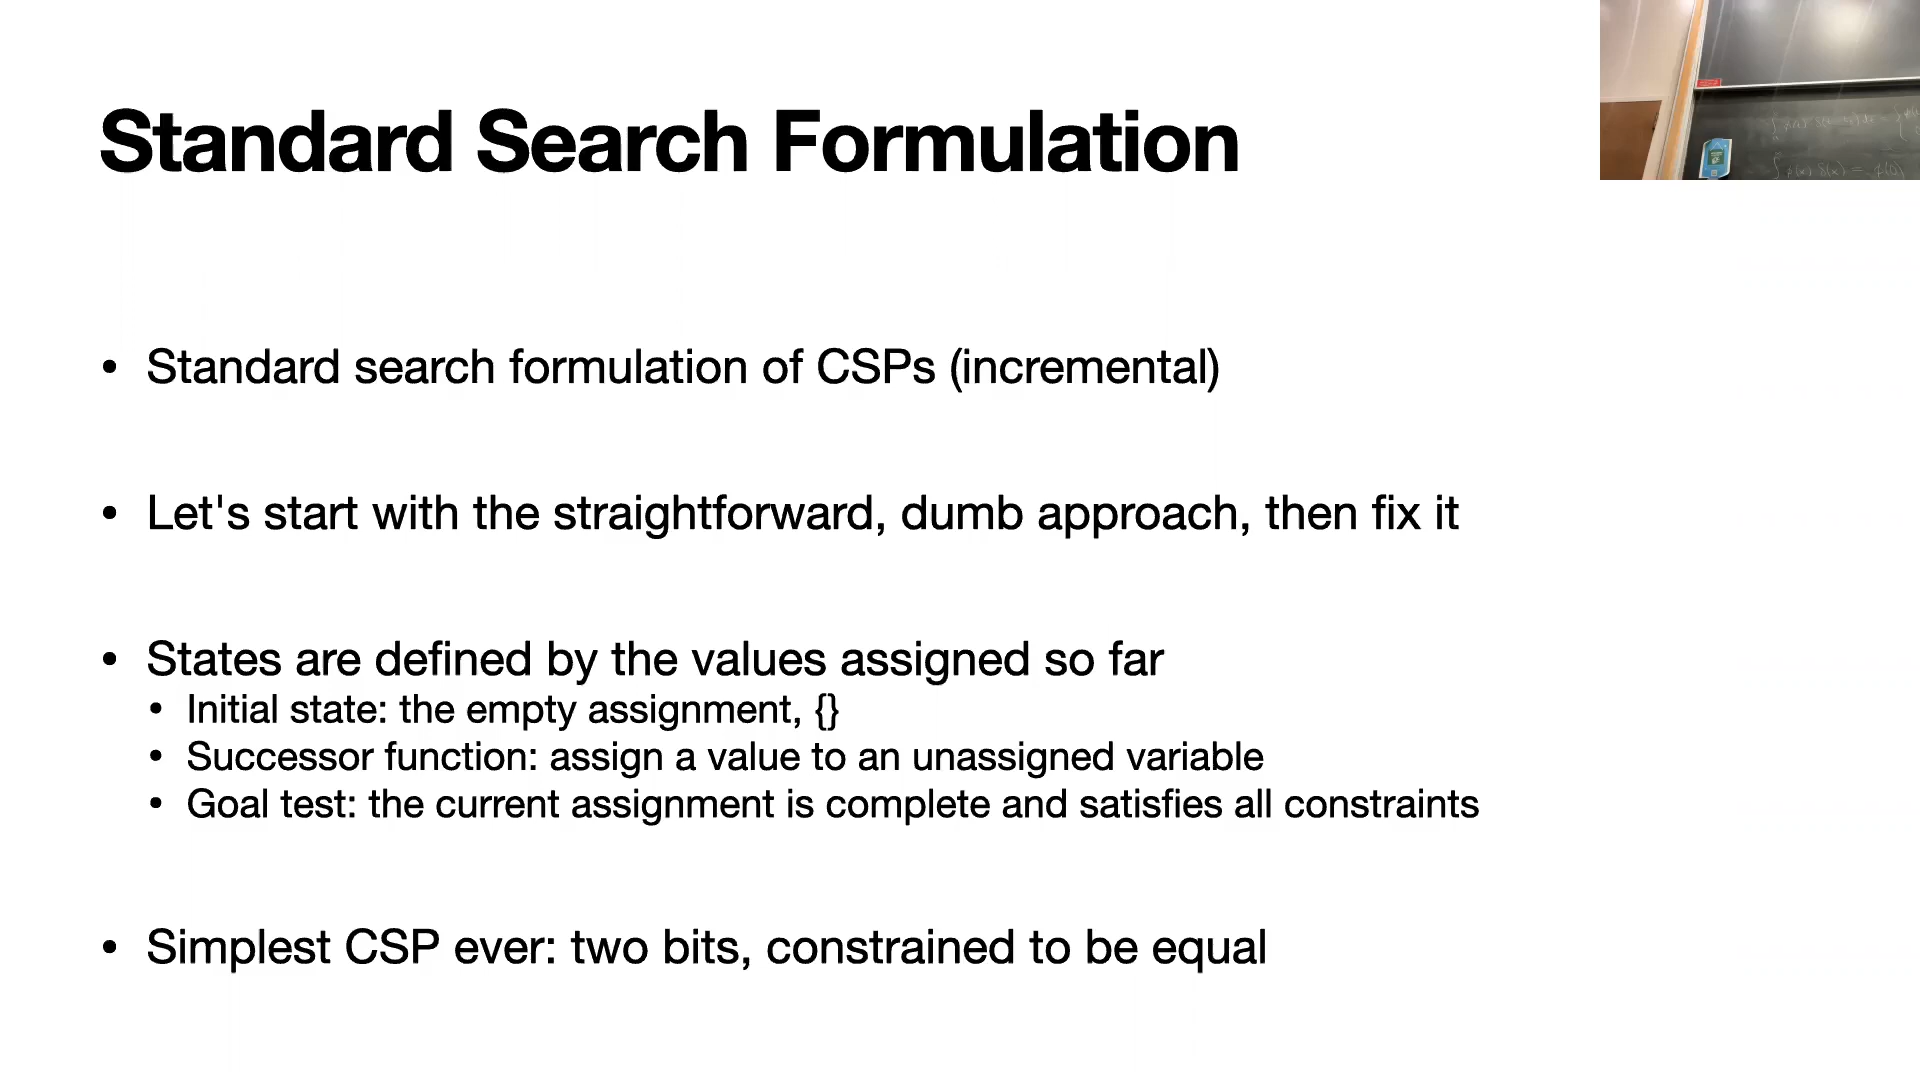 Standard Search Formulation
• Standard search formulation of CSPs (incremental)
• Let's start with the straightforward, dumb approach, then fix it
• States are defined by the values assigned so far
• Initial state: the empty assignment, {}
• Successor function: assign a value to an unassigned variable
• Goal test: the current assignment is complete and satisfies all constraints
• Simplest CSP ever: two bits, constrained to be equal